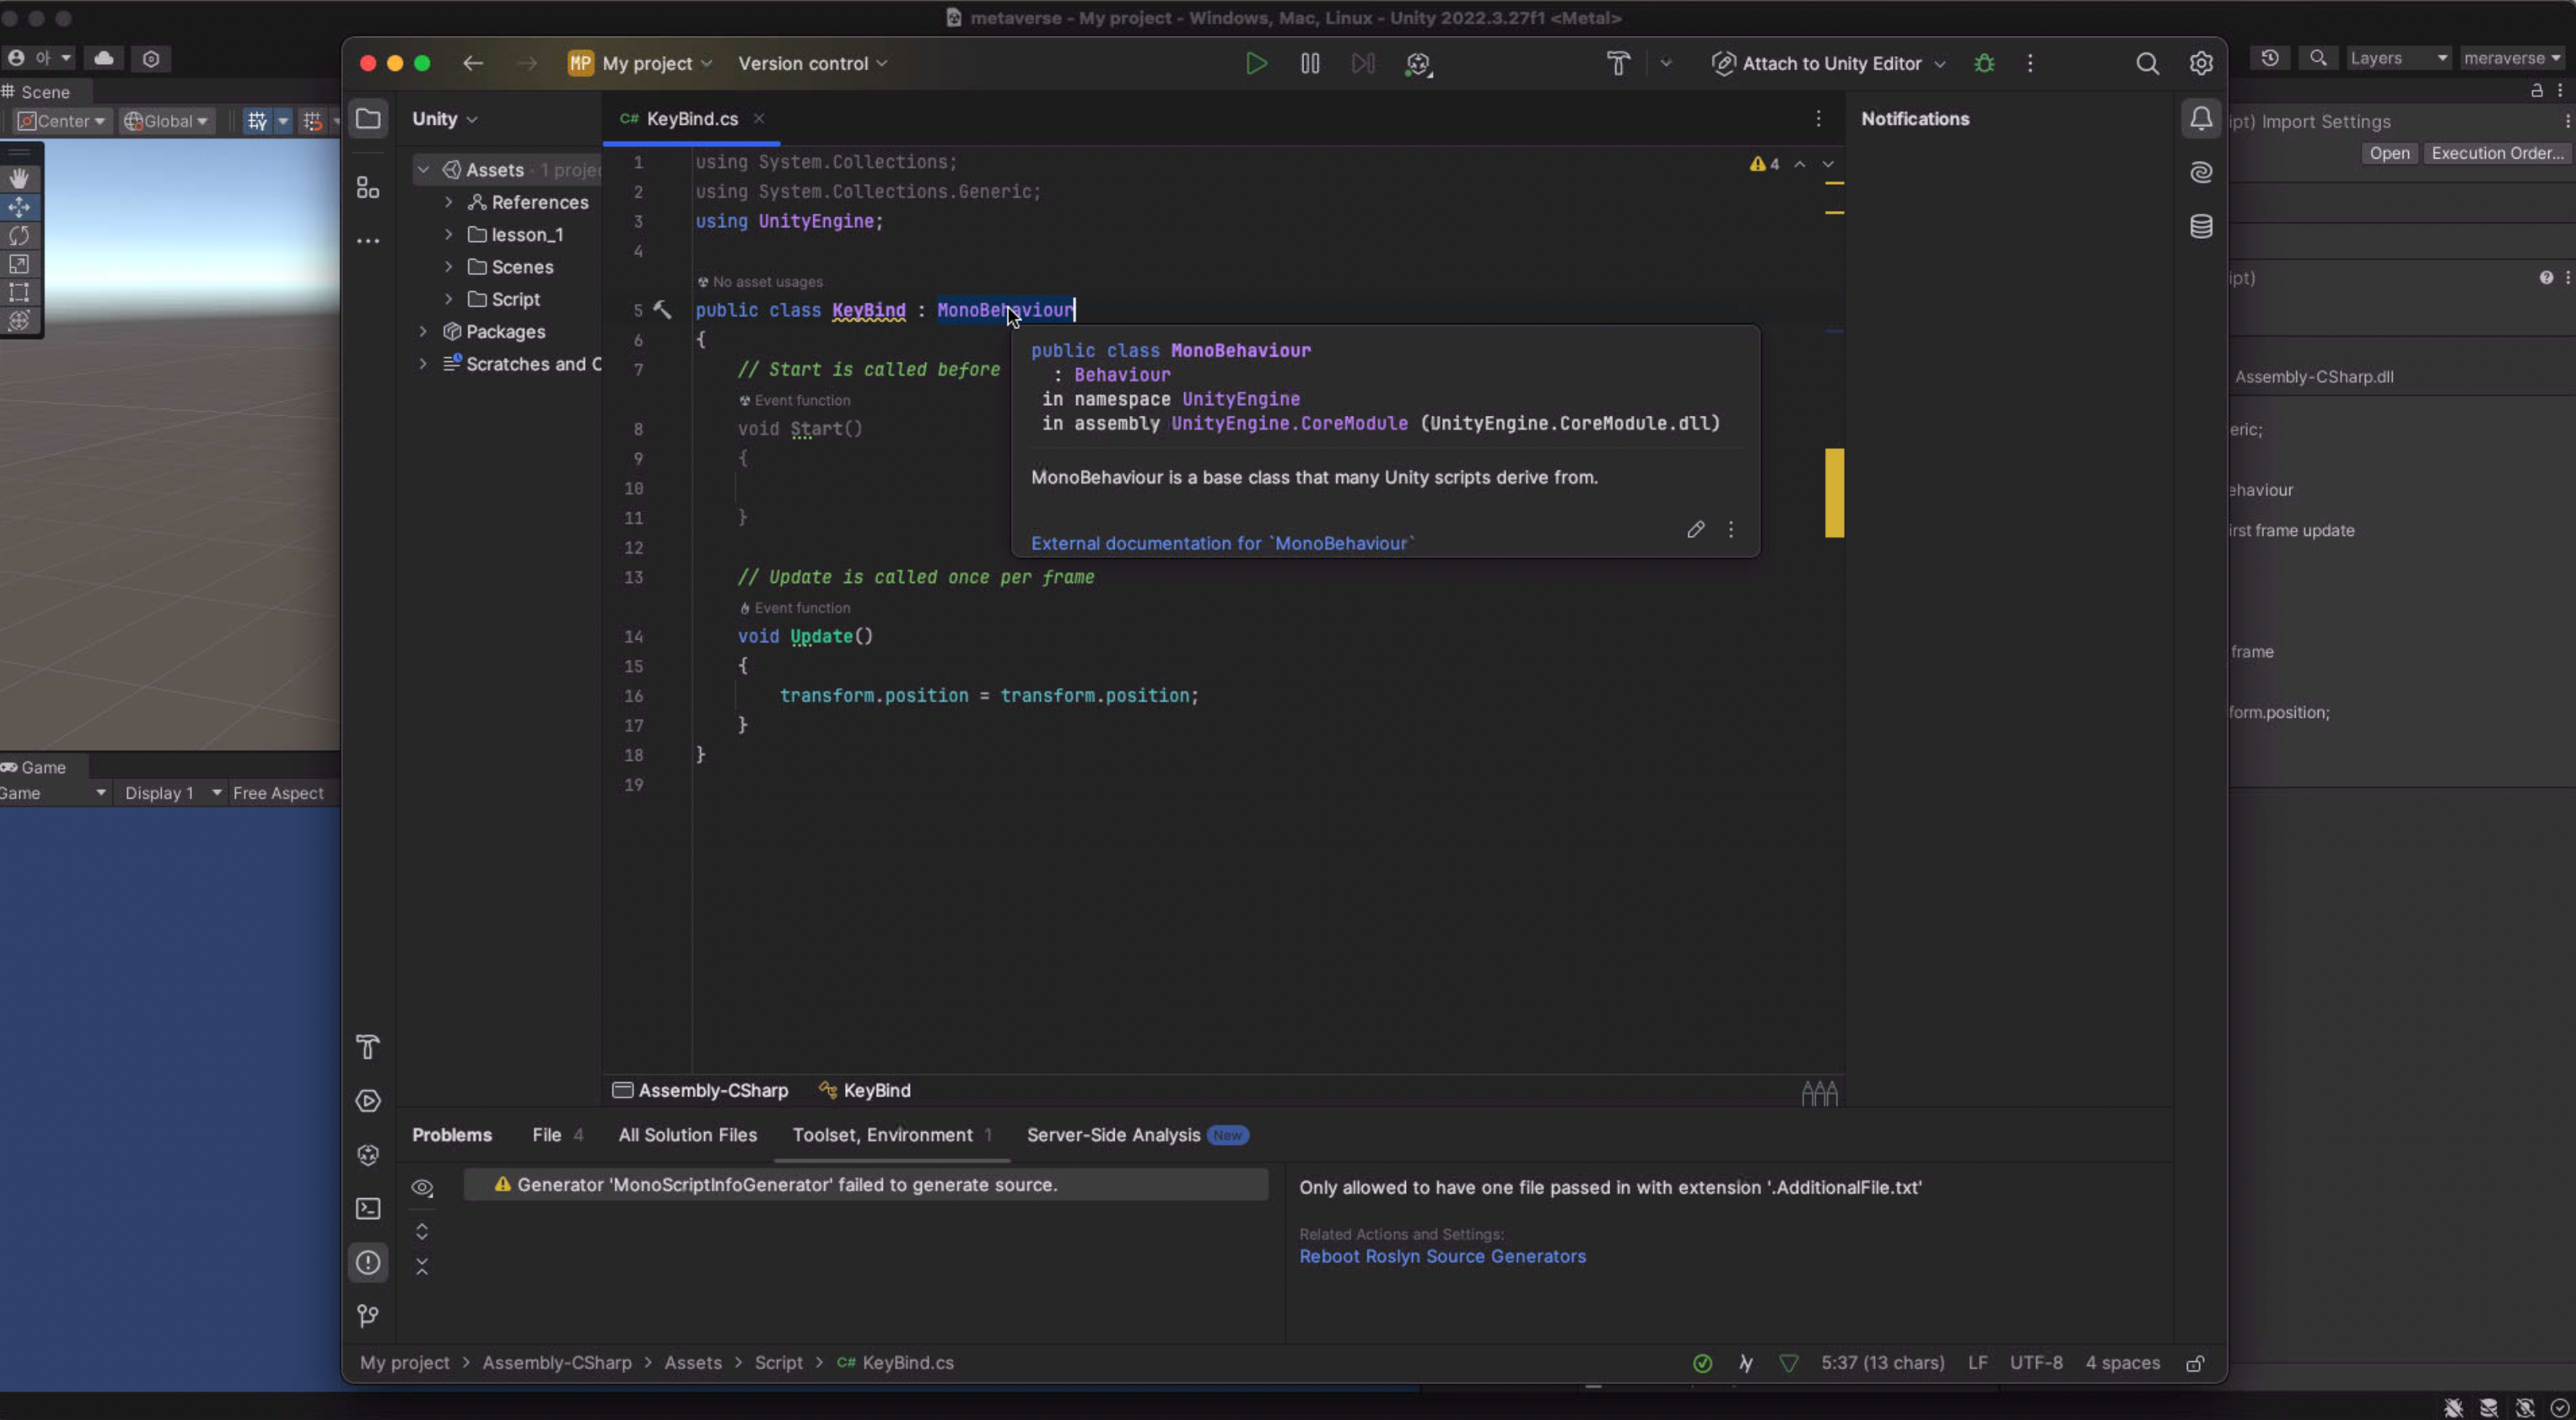 metaverse - My project - Windows, Mac, Linux - Unity 2022.3.27f1 <Metal>
아
Layers
meraverse
MP My project
Version control
Attach to Unity Editor
Scene
Center
Global
Unity
C# KeyBind.cs
Notifications
ipt) Import Settings
Open
Execution Order...
Assets · 1 projec
References
lesson_1
Scenes
Script
Packages
Scratches and C
4
1 using System.Collections;
2 using System.Collections.Generic;
3 using UnityEngine;
4
No asset usages
5 public class KeyBind : MonoBehaviour
6 {
7 // Start is called before
Event function
8 void Start()
9 {
10
11 }
12
13 // Update is called once per frame
Event function
14 void Update()
15 {
16 transform.position = transform.position;
17 }
18 }
19
public class MonoBehaviour
: Behaviour
in namespace UnityEngine
in assembly UnityEngine.CoreModule (UnityEngine.CoreModule.dll)
MonoBehaviour is a base class that many Unity scripts derive from.
External documentation for `MonoBehaviour`
ipt)
Assembly-CSharp.dll
eric;
ehaviour
irst frame update
frame
form.position;
Game
Game
Display 1
Free Aspect
Assembly-CSharp
KeyBind
Problems
File 4
All Solution Files
Toolset, Environment 1
Server-Side Analysis New
Generator 'MonoScriptInfoGenerator' failed to generate source.
Only allowed to have one file passed in with extension '.AdditionalFile.txt'
Related Actions and Settings:
Reboot Roslyn Source Generators
My project > Assembly-CSharp > Assets > Script > C# KeyBind.cs
5:37 (13 chars)
LF
UTF-8
4 spaces